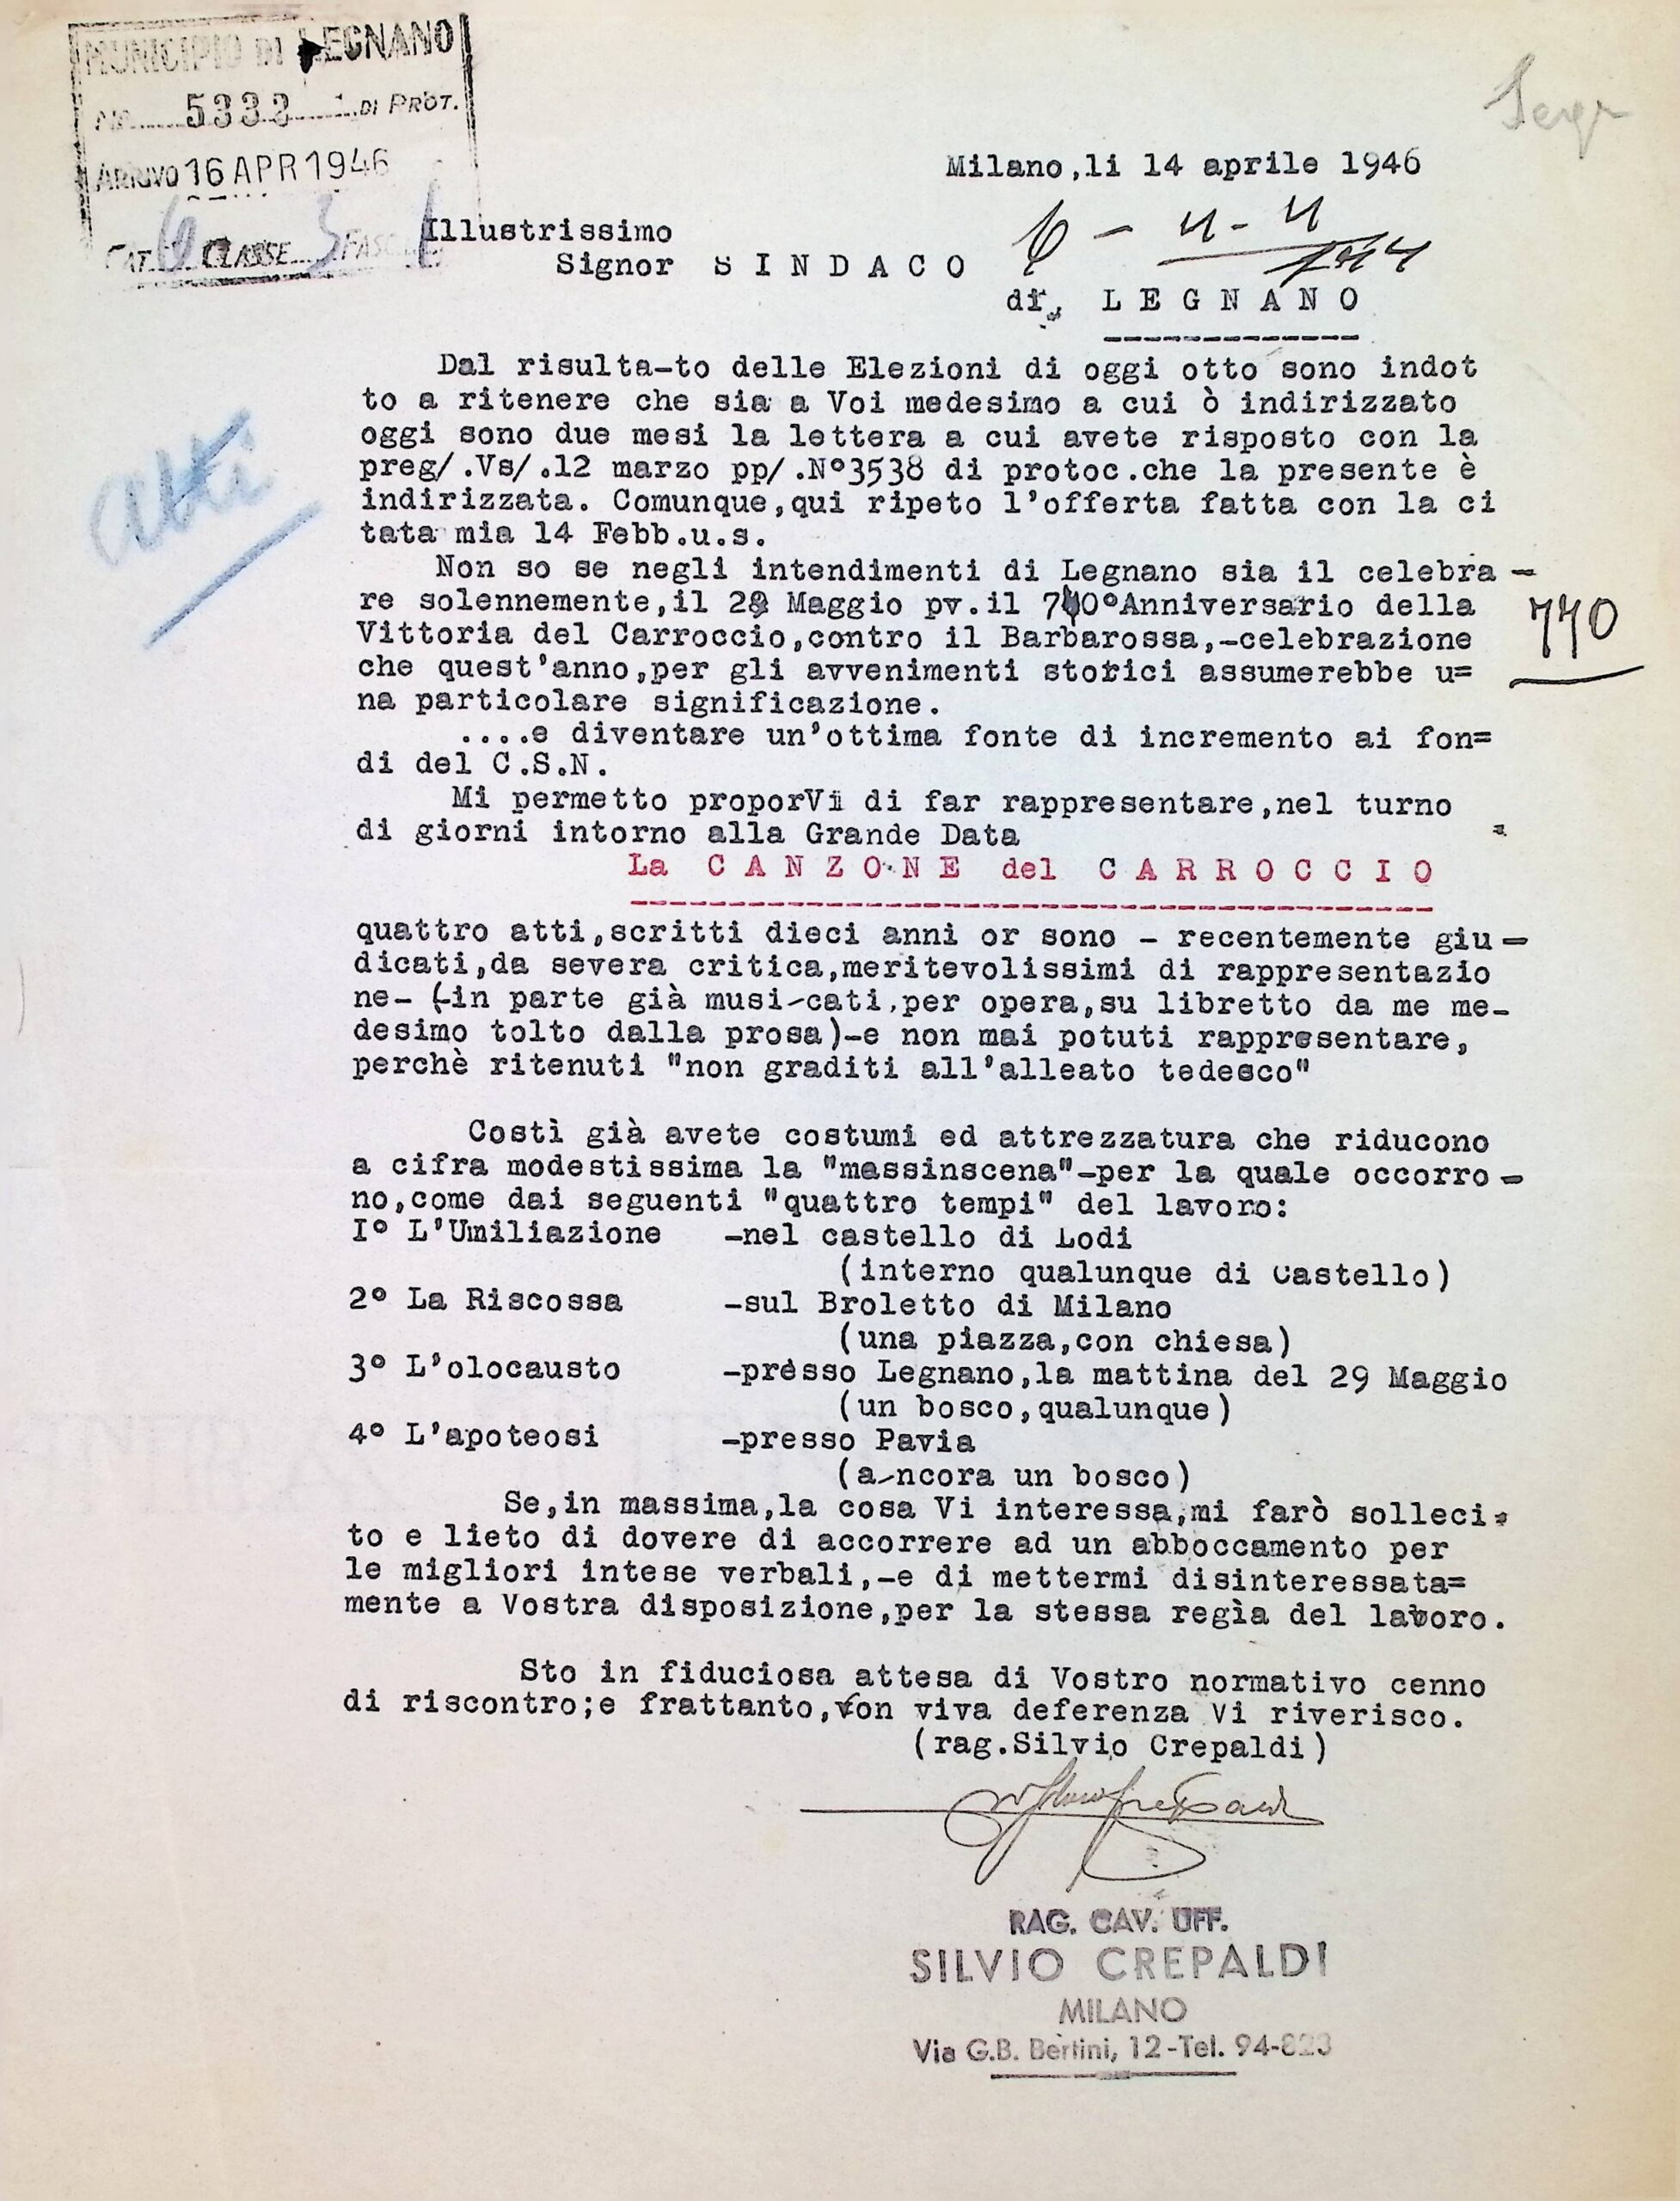 MUNICIPIO DI LEGNANO
No 5333 DI PROT.
ARRIVO 16 APR 1946
CAT. 6 CLASSE 3 FASC
Milano,li 14 aprile 1946
6 - 4 - 4
Illustrissimo
Signor S I N D A C O
di, L E G N A N O
Dal risulta-to delle Elezioni di oggi otto sono indot
to a ritenere che sia a Voi medesimo a cui ò indirizzato
oggi sono due mesi la lettera a cui avete risposto con la
preg/.Vs/.12 marzo pp/.N°3538 di protoc.che la presente è
indirizzata. Comunque,qui ripeto l'offerta fatta con la ci
tata mia 14 Febb.u.s.
atti
Non so se negli intendimenti di Legnano sia il celebra-
re solennemente,il 29 Maggio pv.il 740°Anniversario della
770
Vittoria del Carroccio,contro il Barbarossa,-celebrazione
che quest'anno,per gli avvenimenti storici assumerebbe u=
na particolare significazione.
....e diventare un'ottima fonte di incremento ai fon=
di del C.S.N.
Mi permetto proporVi di far rappresentare,nel turno
di giorni intorno alla Grande Data
La C A N Z O N E del C A R R O C C I O
quattro atti,scritti dieci anni or sono - recentemente giu-
dicati,da severa critica,meritevolissimi di rappresentazio
ne- (-in parte già musi-cati,per opera,su libretto da me me-
desimo tolto dalla prosa)-e non mai potuti rappresentare,
perchè ritenuti "non graditi all'alleato tedesco"
Costì già avete costumi ed attrezzatura che riducono
a cifra modestissima la "massinscena"-per la quale occorro-
no,come dai seguenti "quattro tempi" del lavoro:
I° L'Umiliazione -nel castello di Lodi
(interno qualunque di Castello)
2° La Riscossa -sul Broletto di Milano
(una piazza,con chiesa)
3° L'olocausto -presso Legnano,la mattina del 29 Maggio
(un bosco,qualunque)
4° L'apoteosi -presso Pavia
(a-ncora un bosco)
Se,in massima,la cosa Vi interessa,mi farò solleci=
to e lieto di dovere di accorrere ad un abboccamento per
le migliori intese verbali,-e di mettermi disinteressata=
mente a Vostra disposizione,per la stessa regìa del lavoro.
Sto in fiduciosa attesa di Vostro normativo cenno
di riscontro;e frattanto,con viva deferenza Vi riverisco.
(rag.Silvio Crepaldi)
Silvio Crepaldi
RAG. CAV. UFF.
SILVIO CREPALDI
MILANO
Via G.B. Bertini, 12-Tel. 94-823